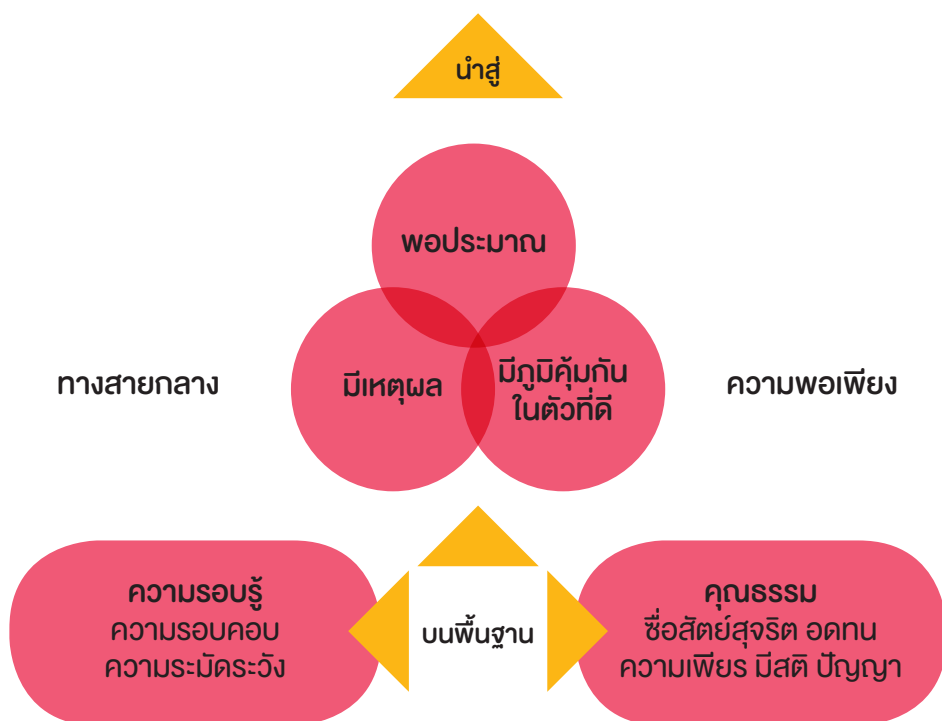 นำสู่
พอประมาณ
ทางสายกลาง
มีเหตุผล
มีภูมิคุ้มกัน
ในตัวที่ดี
ความพอเพียง
ความรอบรู้
ความรอบคอบ
ความระมัดระวัง
บนพื้นฐาน
คุณธรรม
ซื่อสัตย์สุจริต อดทน
ความเพียร มีสติ ปัญญา